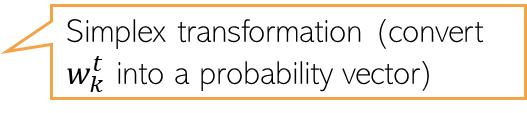 Simplex transformation (convert
$w_k^t$ into a probability vector)